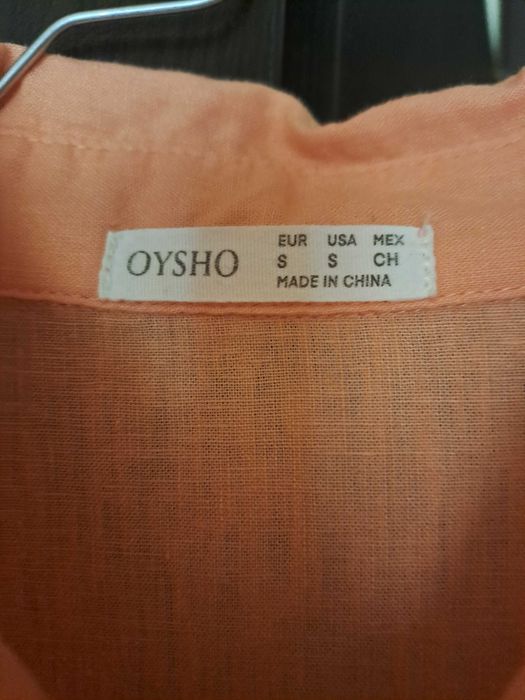 OYSHO
EUR USA MEX
S S CH
MADE IN CHINA